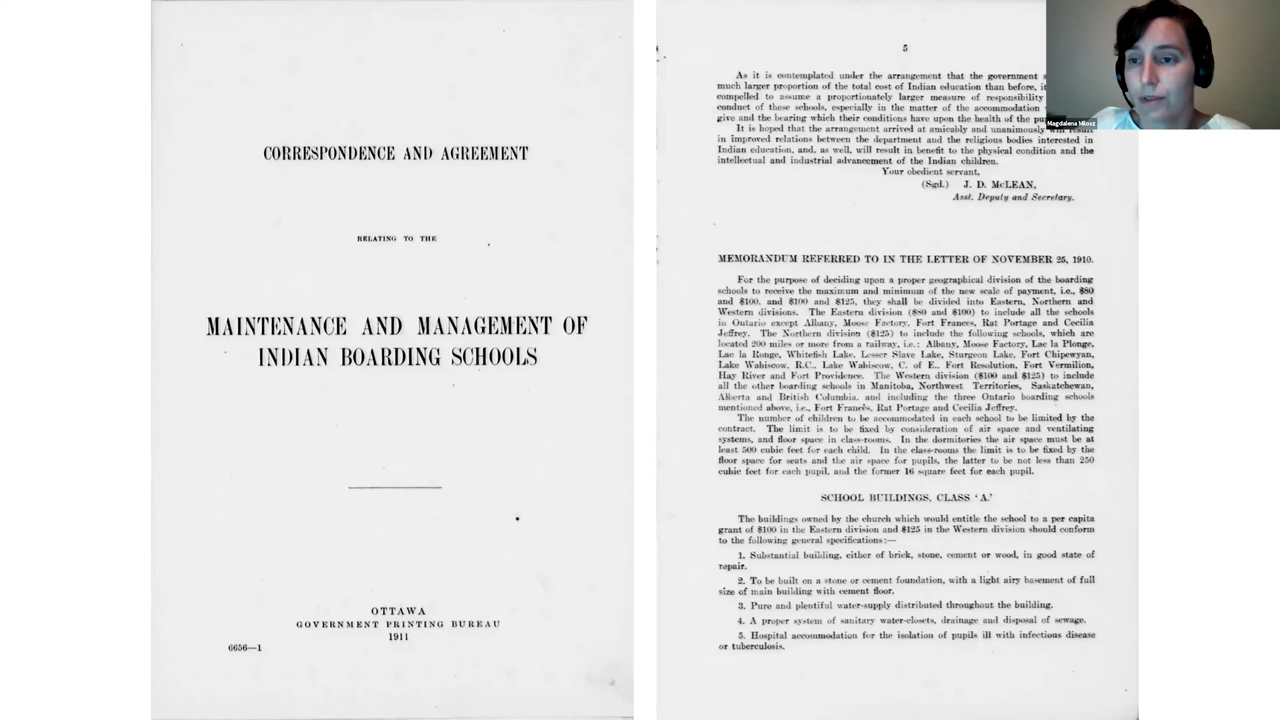 CORRESPONDENCE AND AGREEMENT
RELATING TO THE
MAINTENANCE AND MANAGEMENT OF
INDIAN BOARDING SCHOOLS
OTTAWA
GOVERNMENT PRINTING BUREAU
1911
6656—1
5
As it is contemplated under the arrangement that the government
much larger proportion of the total cost of Indian education than before, it
compelled to assume a proportionately larger measure of responsibility
conduct of these schools, especially in the matter of the accommodation
give and the bearing which their conditions have upon the health of the
It is hoped that the arrangement arrived at amicably and unanimously will result
in improved relations between the department and the religious bodies interested in
Indian education, and, as well, will result in benefit to the physical condition and the
intellectual and industrial advancement of the Indian children.
Your obedient servant,
(Sgd.) J. D. McLEAN,
Asst. Deputy and Secretary.
MEMORANDUM REFERRED TO IN THE LETTER OF NOVEMBER 25, 1910.
For the purpose of deciding upon a proper geographical division of the boarding
schools to receive the maximum and minimum of the new scale of payment, i.e., $80
and $100, and $100 and $125, they shall be divided into Eastern, Northern and
Western divisions. The Eastern division ($80 and $100) to include all the schools
in Ontario except Albany, Moose Factory, Fort Frances, Rat Portage and Cecilia
Jeffrey. The Northern division ($125) to include the following schools, which are
located 200 miles or more from a railway, i.e.: Albany, Moose Factory, Lac la Plonge,
Lac la Ronge, Whitefish Lake, Lesser Slave Lake, Sturgeon Lake, Fort Chipewyan,
Lake Wabiscow, R.C., Lake Wabiscow, C. of E., Fort Resolution, Fort Vermilion,
Hay River and Fort Providence. The Western division ($100 and $125) to include
all the other boarding schools in Manitoba, Northwest Territories, Saskatchewan,
Alberta and British Columbia, and including the three Ontario boarding schools
mentioned above, i.e., Fort Frances, Rat Portage and Cecilia Jeffrey.
The number of children to be accommodated in each school to be limited by the
contract. The limit is to be fixed by consideration of air space and ventilating
systems, and floor space in class-rooms. In the dormitories the air space must be at
least 500 cubic feet for each child. In the class-rooms the limit is to be fixed by the
floor space for seats and the air space for pupils, the latter to be not less than 250
cubic feet for each pupil, and the former 16 square feet for each pupil.
SCHOOL BUILDINGS, CLASS 'A.'
The buildings owned by the church which would entitle the school to a per capita
grant of $100 in the Eastern division and $125 in the Western division should conform
to the following general specifications:—
1. Substantial building, either of brick, stone, cement or wood, in good state of
repair.
2. To be built on a stone or cement foundation, with a light airy basement of full
size of main building with cement floor.
3. Pure and plentiful water-supply distributed throughout the building.
4. A proper system of sanitary water-closets, drainage and disposal of sewage.
5. Hospital accommodation for the isolation of pupils ill with infectious disease
or tuberculosis.
Magdalena Milosz